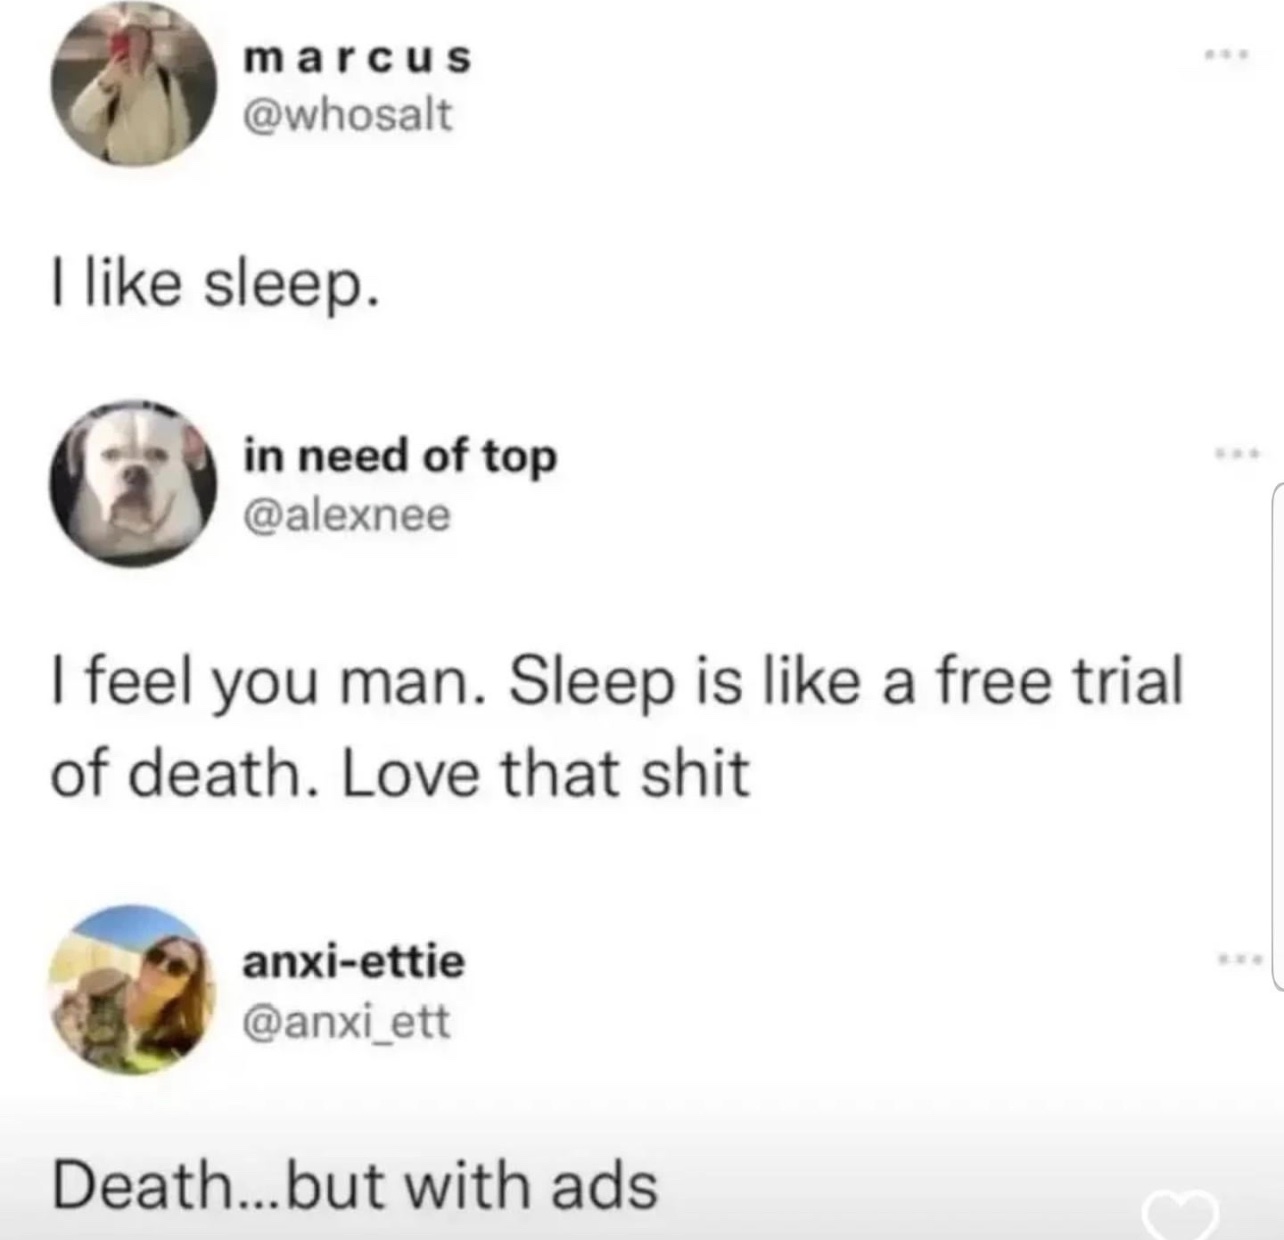 marcus
@whosalt
I like sleep.
in need of top
@alexnee
I feel you man. Sleep is like a free trial
of death. Love that shit
anxi-ettie
@anxi_ett
Death...but with ads